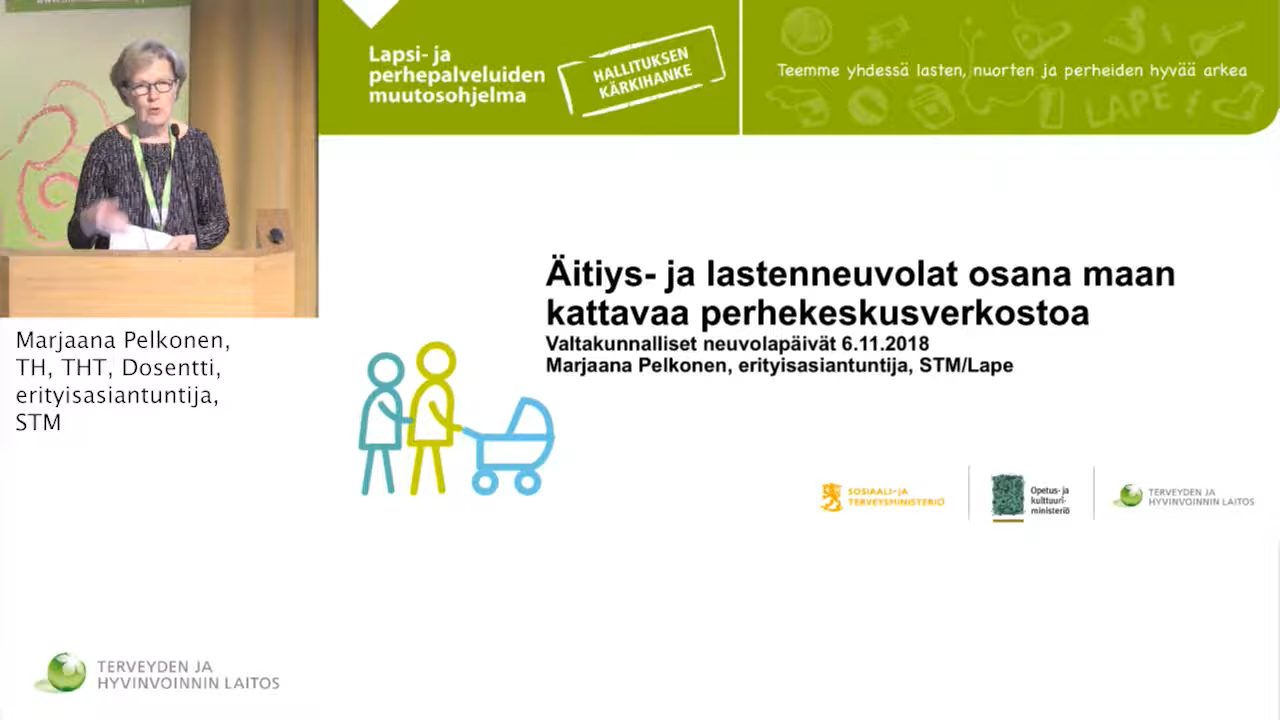 Lapsi- ja
perhepalveluiden
muutosohjelma
HALLITUKSEN
KÄRKIHANKE
Teemme yhdessä lasten, nuorten ja perheiden hyvää arkea
LAPE
Äitiys- ja lastenneuvolat osana maan
kattavaa perhekeskusverkostoa
Valtakunnalliset neuvolapäivät 6.11.2018
Marjaana Pelkonen, erityisasiantuntija, STM/Lape
Marjaana Pelkonen,
TH, THT, Dosentti,
erityisasiantuntija,
STM
SOSIAALI- JA
TERVEYSMINISTERIÖ
Opetus- ja
kulttuuri-
ministeriö
TERVEYDEN JA
HYVINVOINNIN LAITOS
TERVEYDEN JA
HYVINVOINNIN LAITOS